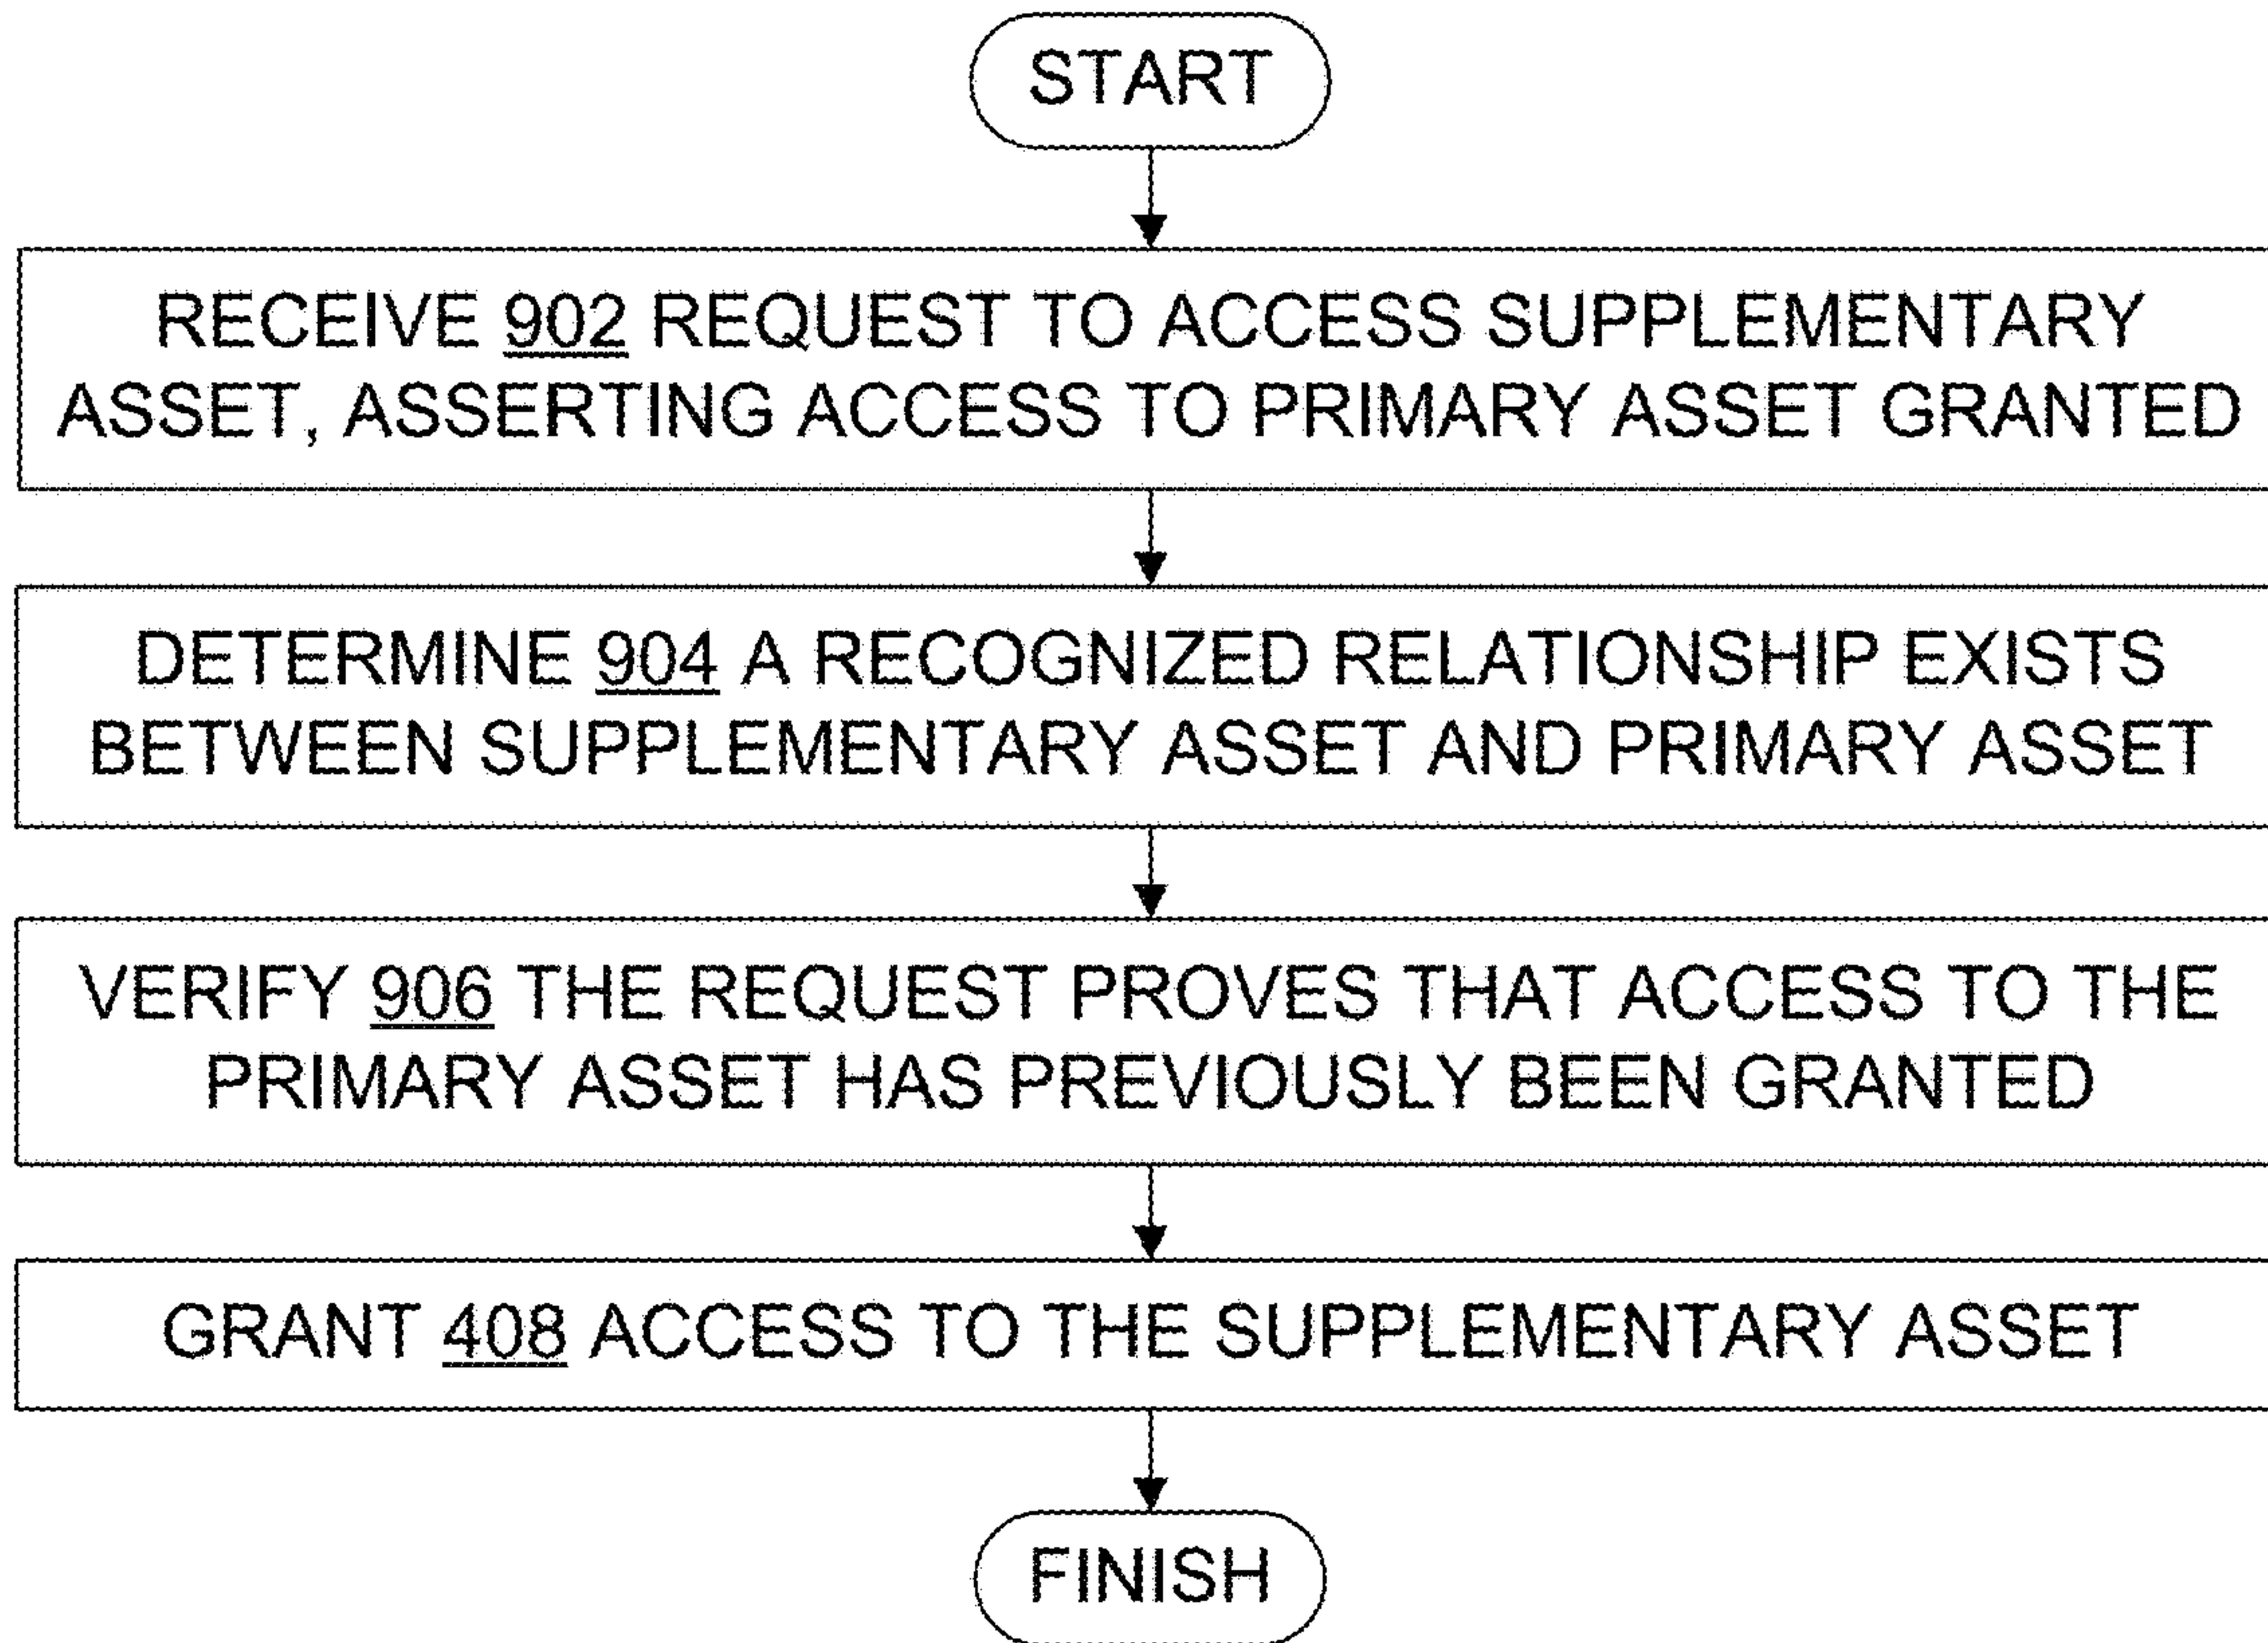 START
RECEIVE 902 REQUEST TO ACCESS SUPPLEMENTARY
ASSET, ASSERTING ACCESS TO PRIMARY ASSET GRANTED
DETERMINE 904 A RECOGNIZED RELATIONSHIP EXISTS
BETWEEN SUPPLEMENTARY ASSET AND PRIMARY ASSET
VERIFY 906 THE REQUEST PROVES THAT ACCESS TO THE
PRIMARY ASSET HAS PREVIOUSLY BEEN GRANTED
GRANT 408 ACCESS TO THE SUPPLEMENTARY ASSET
FINISH